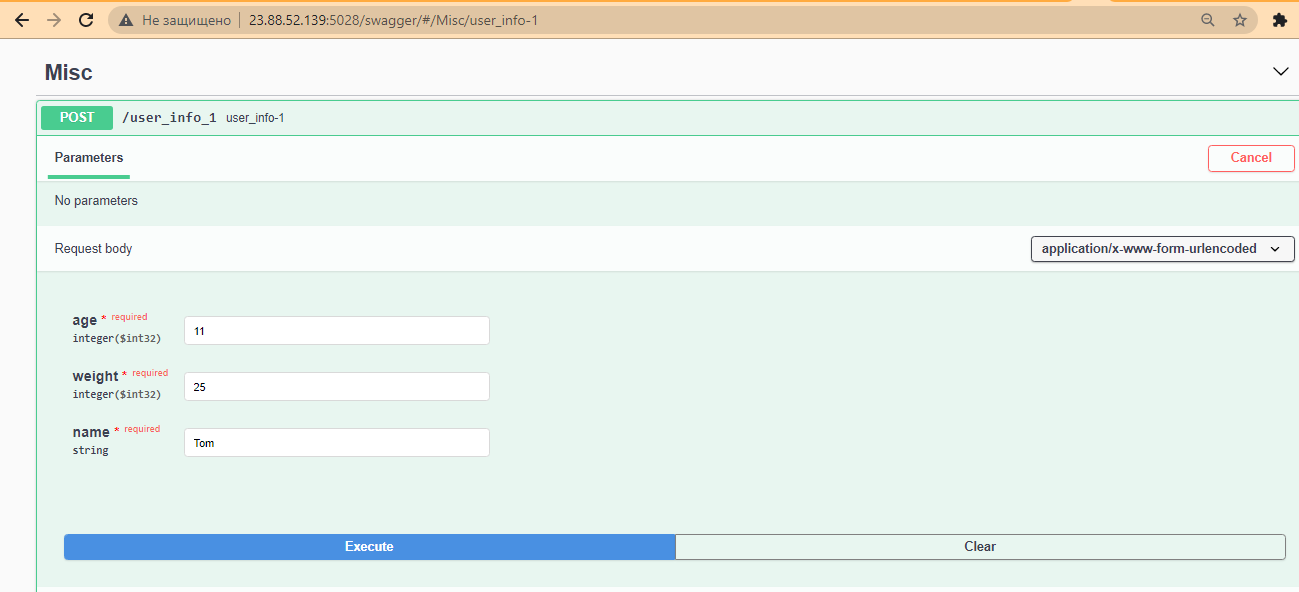 Не защищено 23.88.52.139:5028/swagger/#/Misc/user_info-1
Misc
POST /user_info_1 user_info-1
Parameters Cancel
No parameters
Request body application/x-www-form-urlencoded
age * required
integer($int32) 11
weight * required
integer($int32) 25
name * required
string Tom
Execute Clear